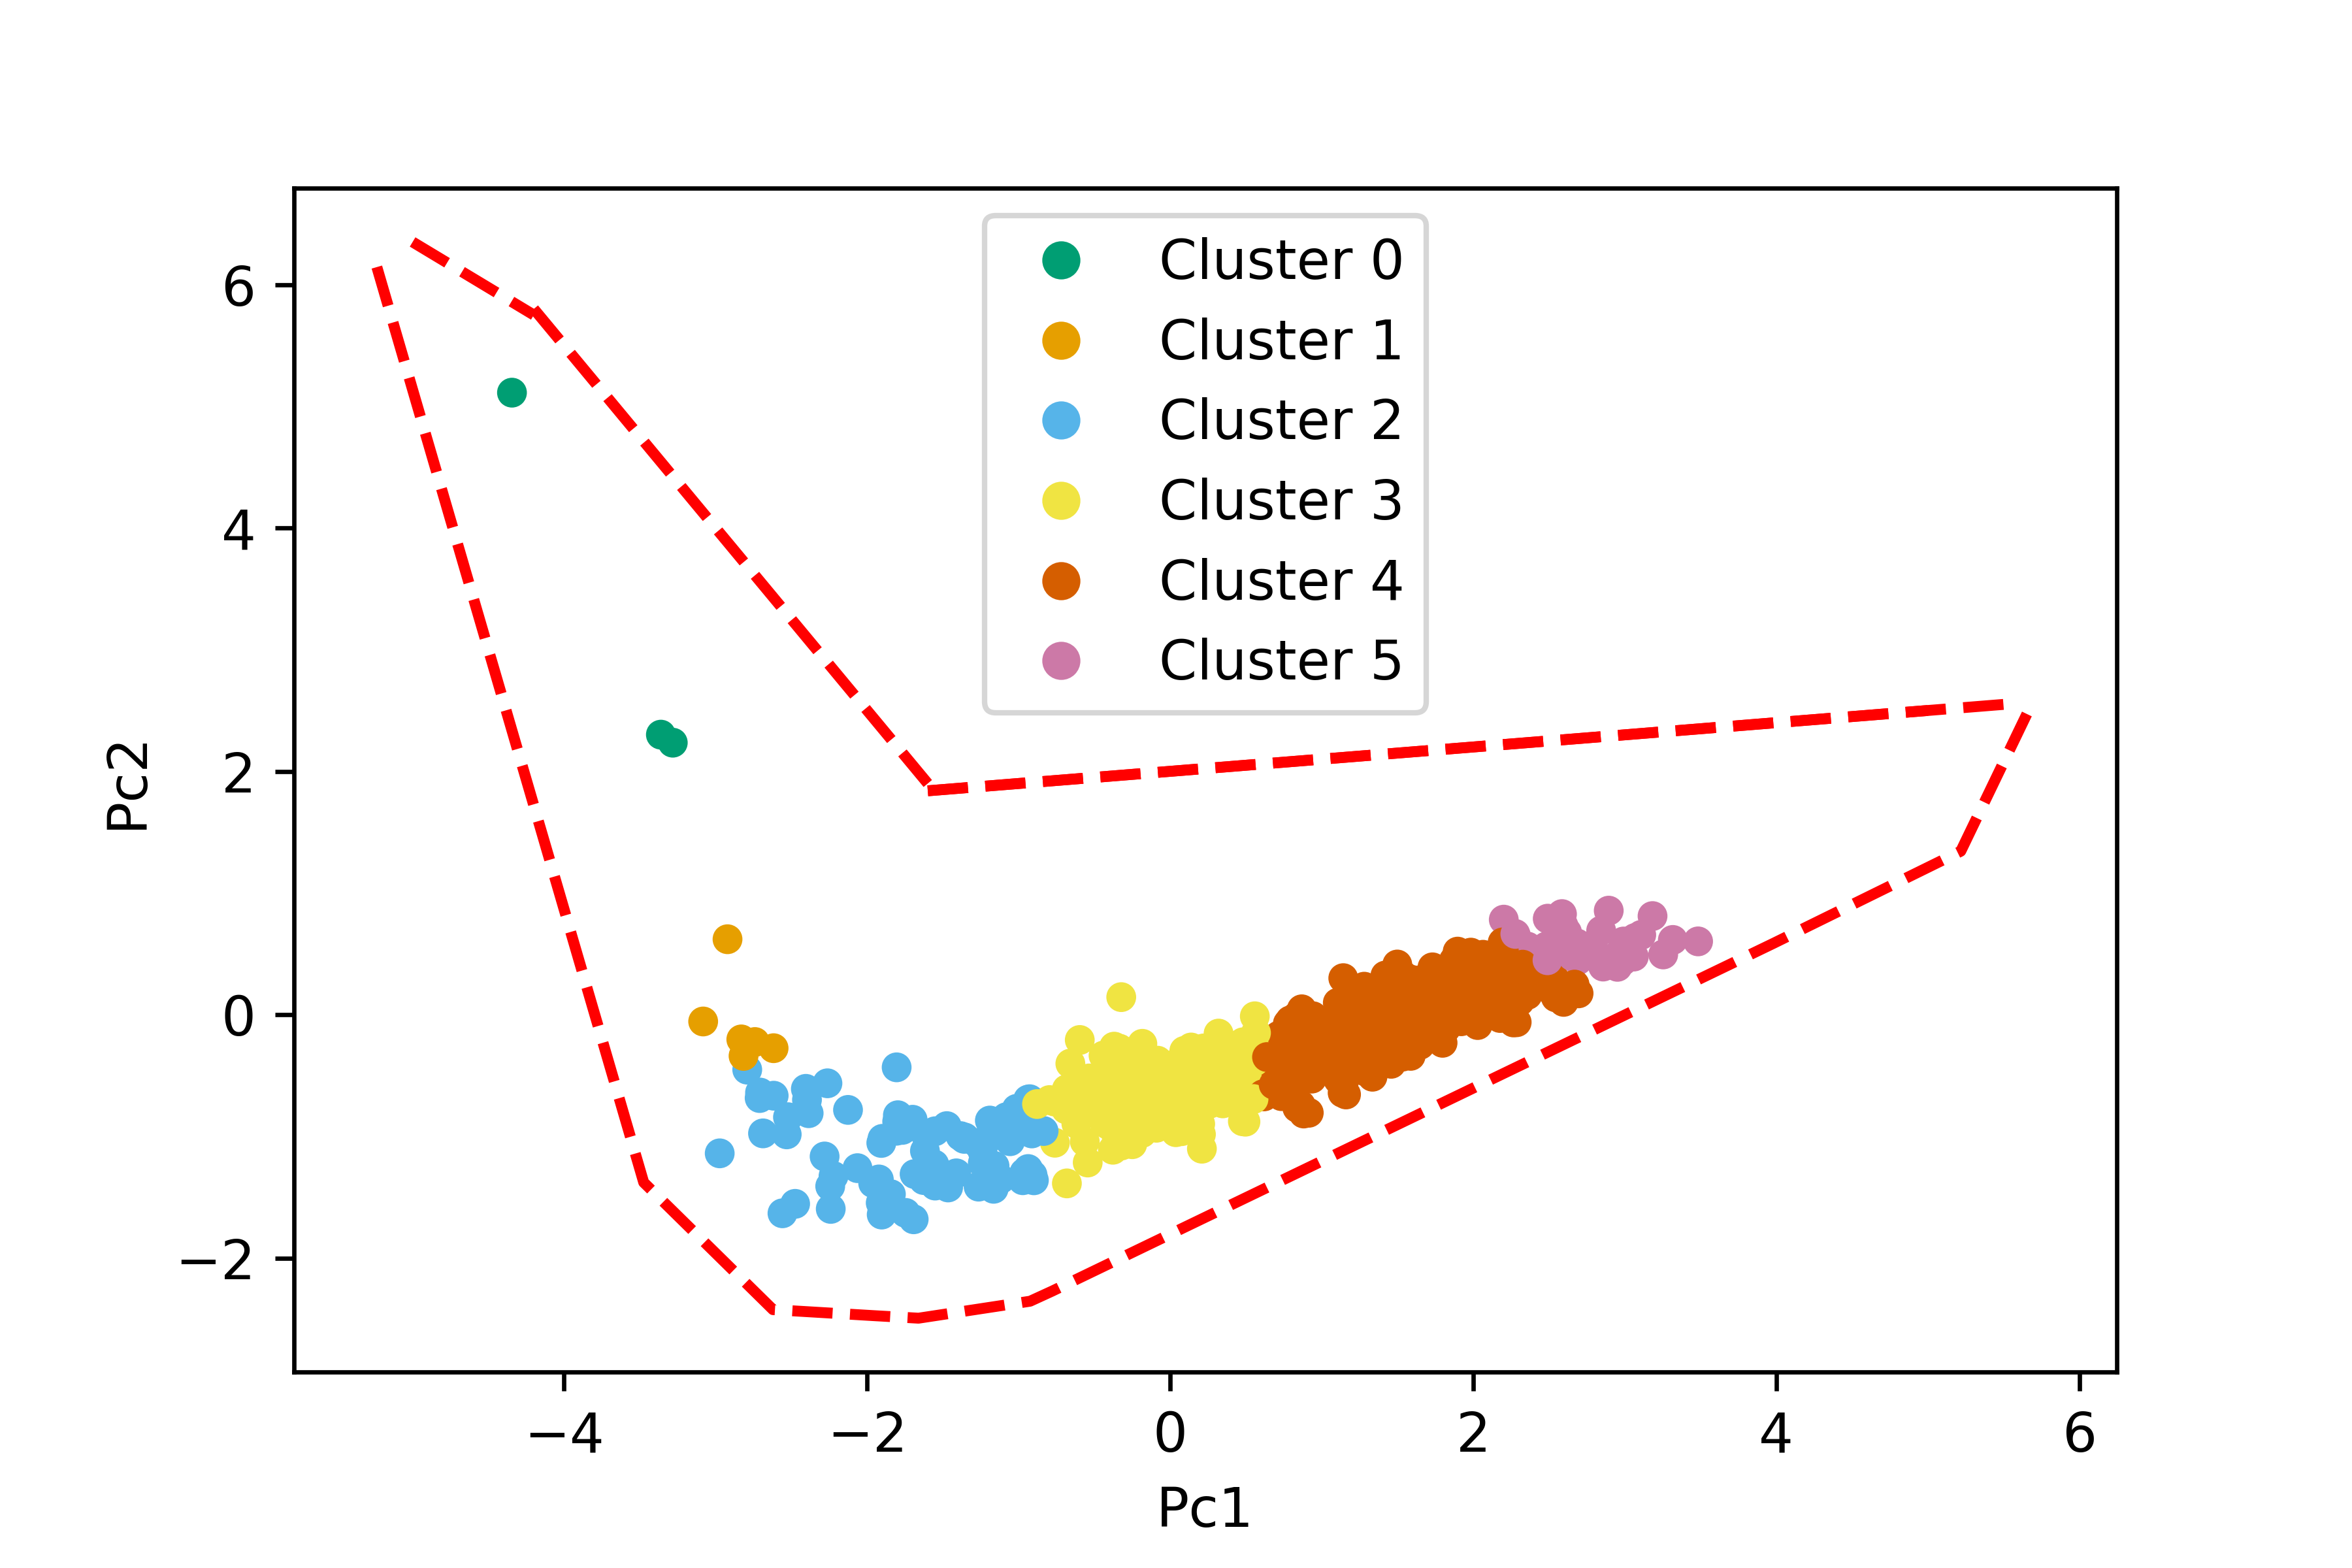 Cluster 0
Cluster 1
Cluster 2
Cluster 3
Cluster 4
Cluster 5
6
4
2
0
−2
Pc2
−4 −2 0 2 4 6
Pc1